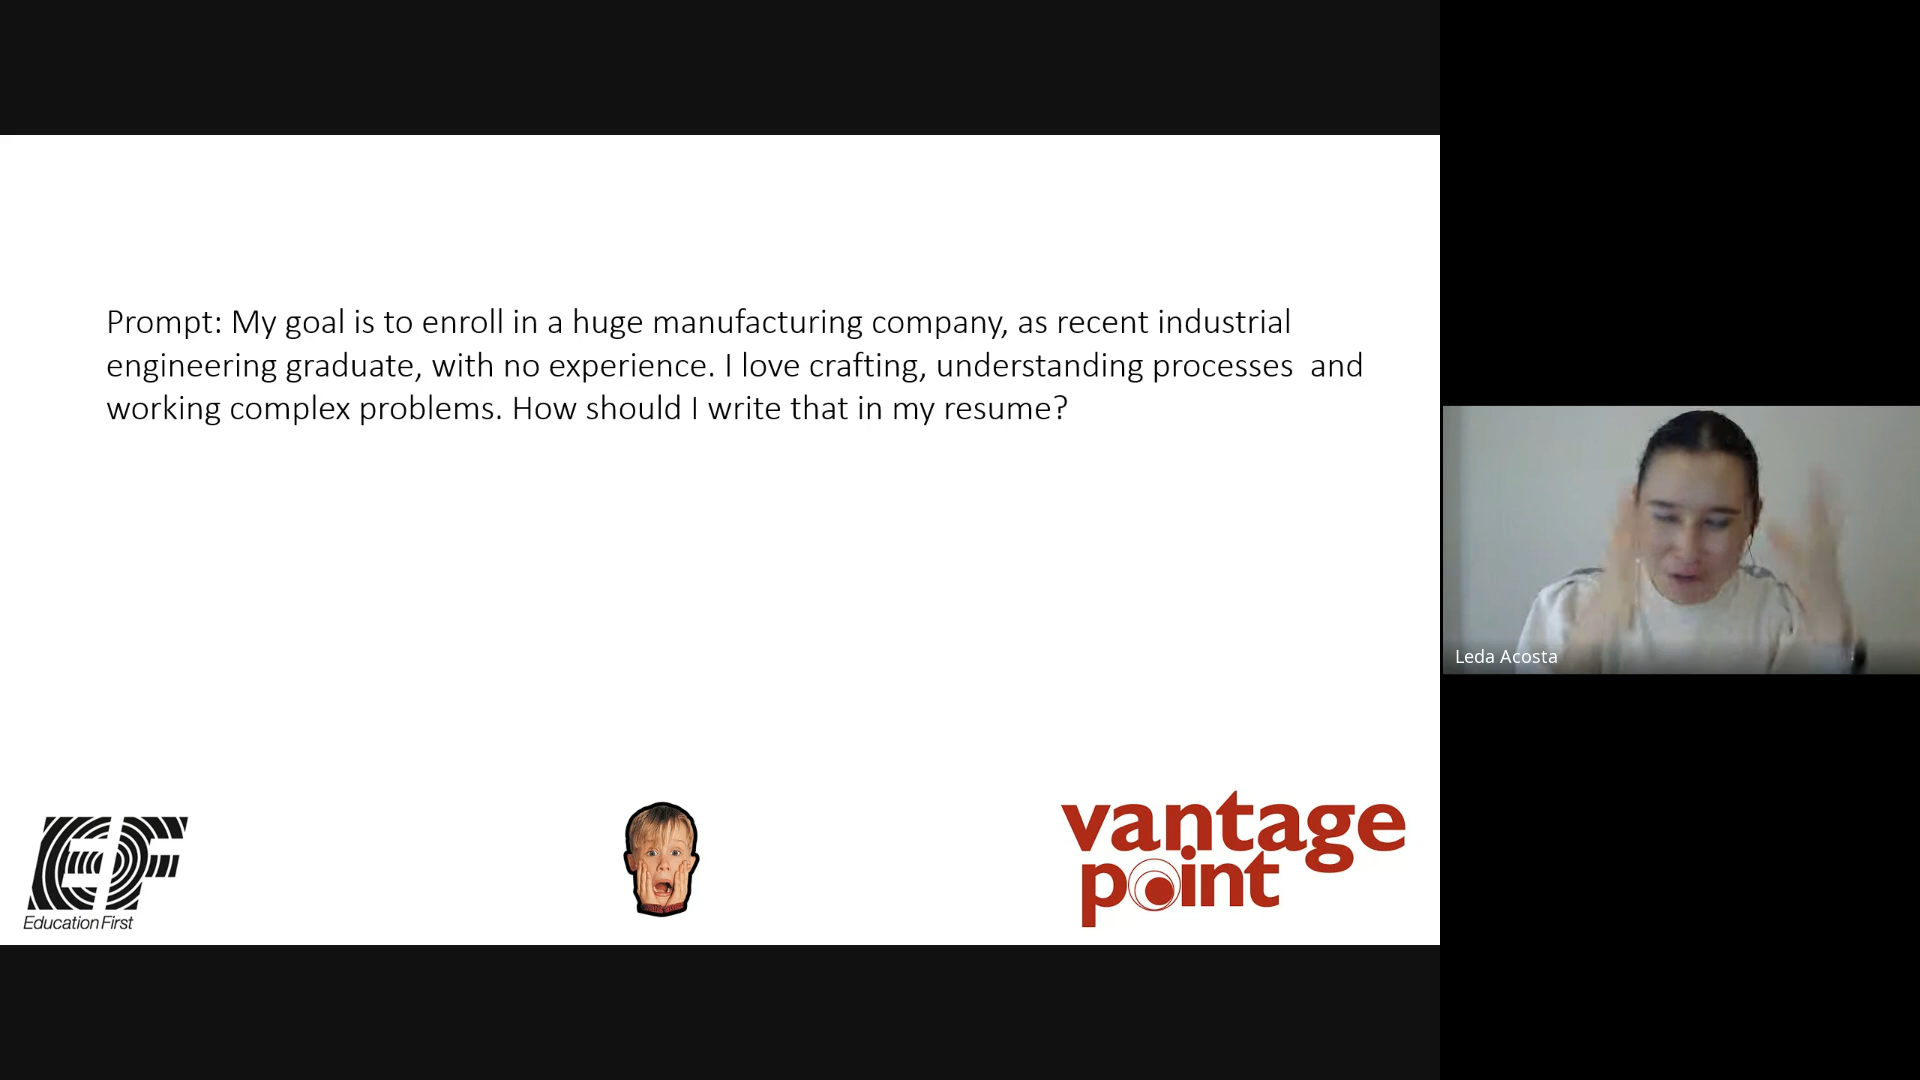 Prompt: My goal is to enroll in a huge manufacturing company, as recent industrial
engineering graduate, with no experience. I love crafting, understanding processes  and
working complex problems. How should I write that in my resume?
Leda Acosta
EF
Education First
vantage
point